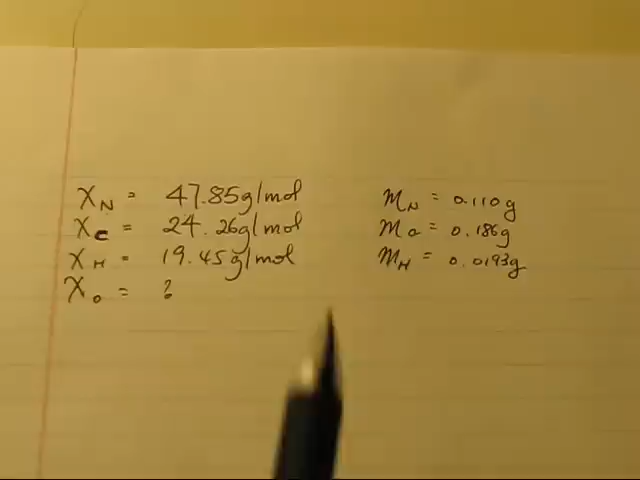 X_N = 47.85g/mol
X_C = 24.26g/mol
X_H = 19.45g/mol
X_O = ?
m_N = 0.110g
m_C = 0.186g
m_H = 0.0193g